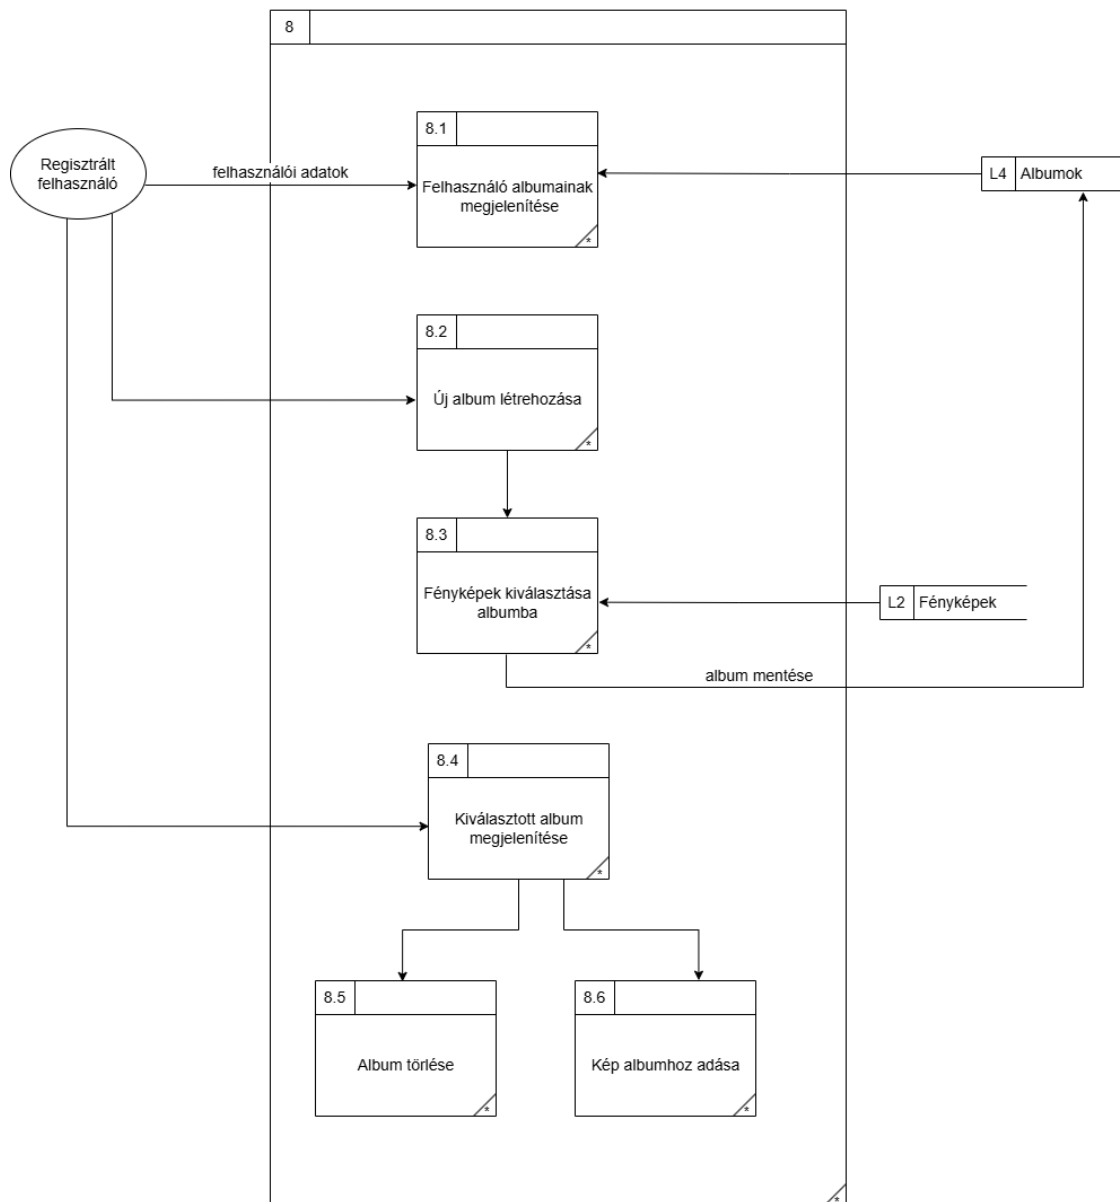 8
8.1
Regisztrált
felhasználó
felhasználói adatok
Felhasználó albumainak
megjelenítése
*
L4 Albumok
8.2
Új album létrehozása
*
8.3
Fényképek kiválasztása
albumba
*
L2 Fényképek
album mentése
8.4
Kiválasztott album
megjelenítése
*
8.5
Album törlése
*
8.6
Kép albumhoz adása
*
*